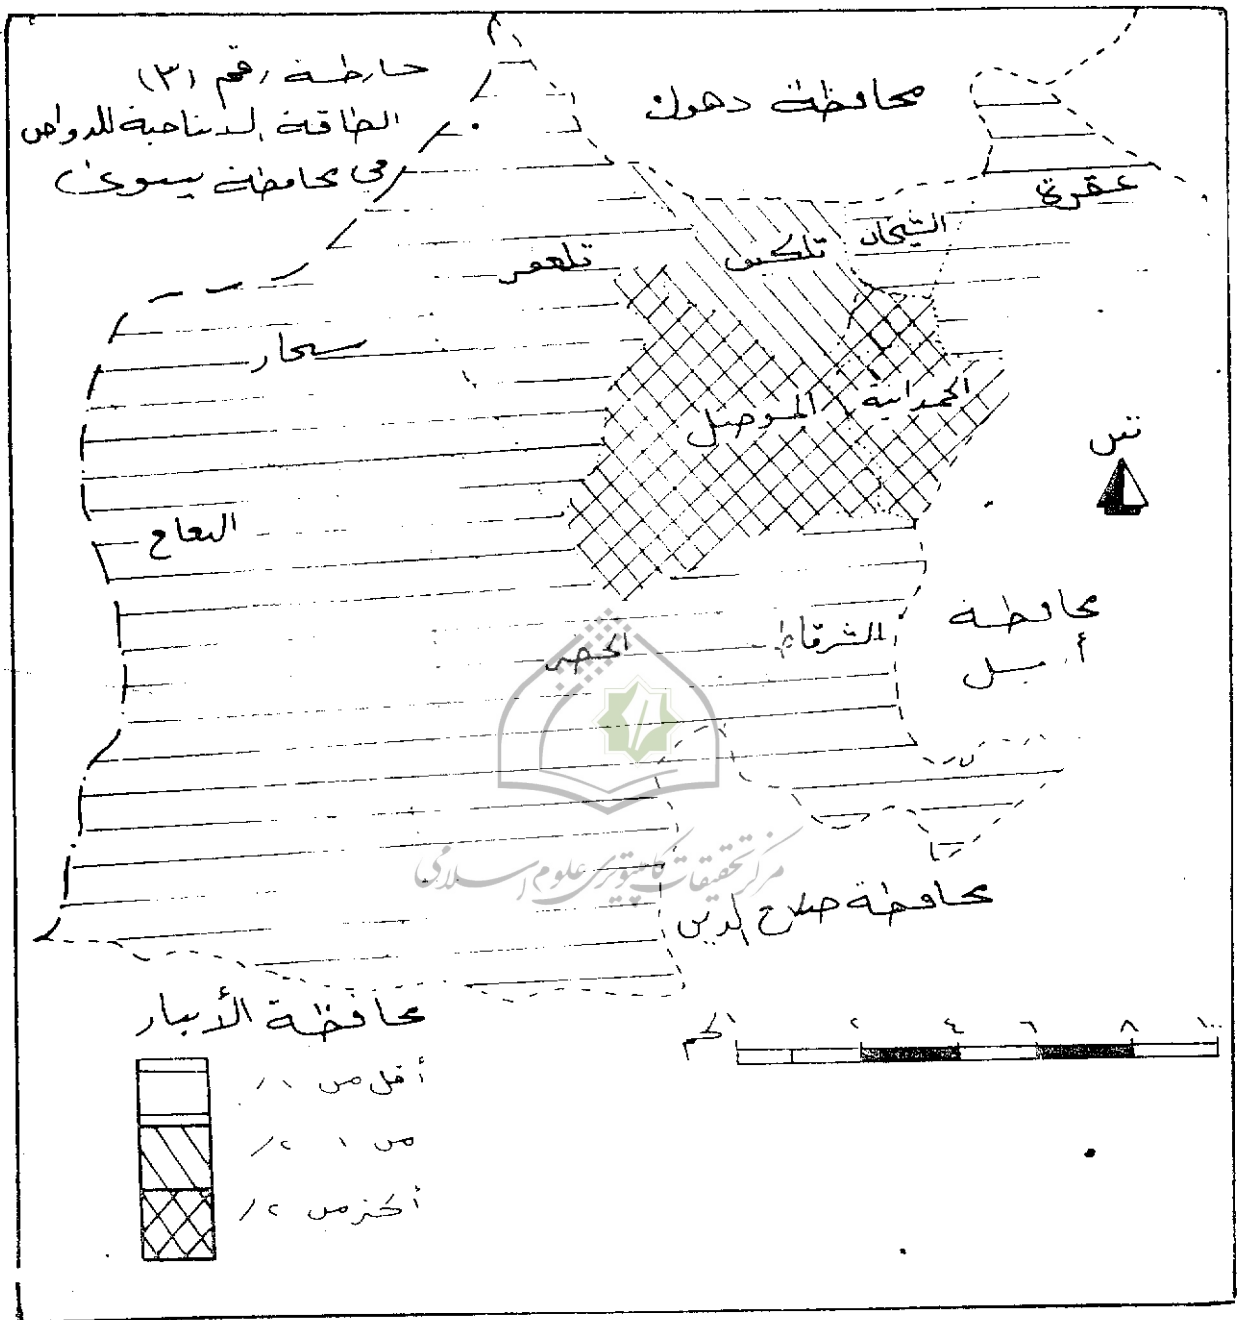 خارطة رقم (٣)
الطاقة الانتاجية للدواجن
في محافظة نينوى
محافظة دهوك
عقرة
الشيخان
تلكيف
تلعفر
سنجار
الموصل
الحمدانية
البعاج
الحضر
الشرقاط
محافظة
أربيل
محافظة صلاح الدين
مركز تحقيقات كامپيوتري علوم اسلامي
محافظة الأنبار
كم ٢ ٤ ٦ ٨ ١٠٠
أقل من ١٪
من ١ ٢٪
أكثر من ٢٪